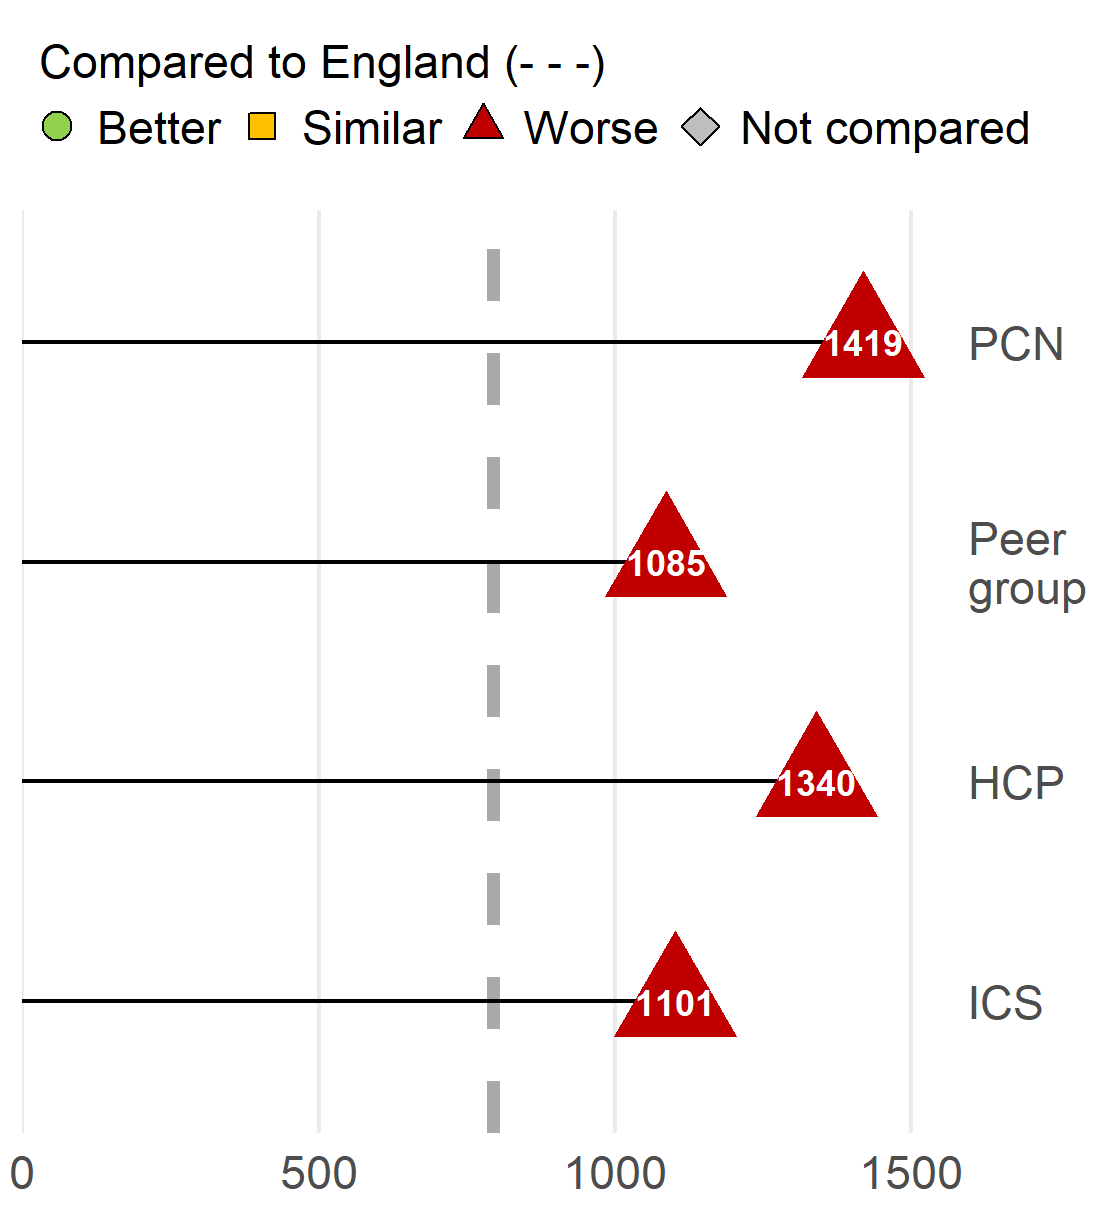 Compared to England (- - -)
Better Similar Worse Not compared
1419 PCN
Peer
1085
group
1340 HCP
1101 ICS
0 500 1000 1500